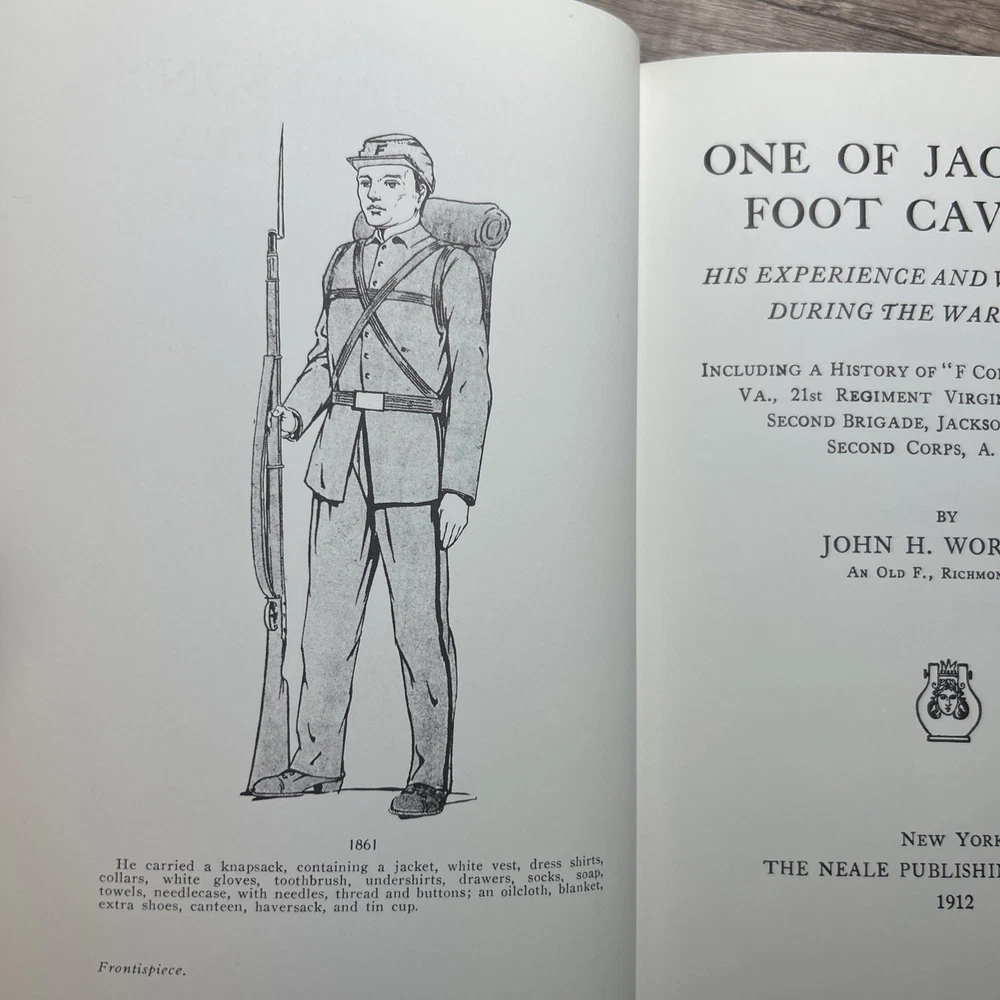 F
1861
He carried a knapsack, containing a jacket, white vest, dress shirts,
collars, white gloves, toothbrush, undershirts, drawers, socks, soap,
towels, needlecase, with needles, thread and buttons; an oilcloth, blanket,
extra shoes, canteen, haversack, and tin cup.
Frontispiece.
ONE OF JAC
FOOT CAV
HIS EXPERIENCE AND
DURING THE WAR
INCLUDING A HISTORY OF "F CO
VA., 21st REGIMENT VIRGIN
SECOND BRIGADE, JACKSO
SECOND CORPS, A.
BY
JOHN H. WOR
AN OLD F., RICHMON
NEW YORK
THE NEALE PUBLISHIN
1912